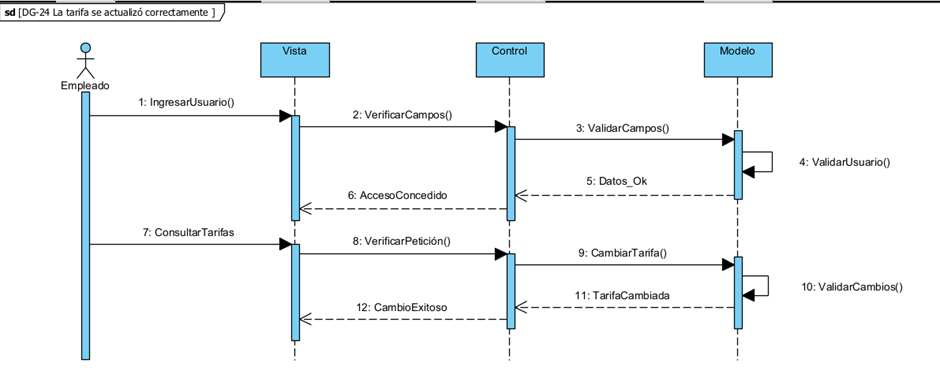 sd [DG-24 La tarifa se actualizó correctamente ]
Vista
Control
Modelo
Empleado
1: IngresarUsuario()
2: VerificarCampos()
3: ValidarCampos()
4: ValidarUsuario()
5: Datos_Ok
6: AccesoConcedido
7: ConsultarTarifas
8: VerificarPetición()
9: CambiarTarifa()
10: ValidarCambios()
11: TarifaCambiada
12: CambioExitoso